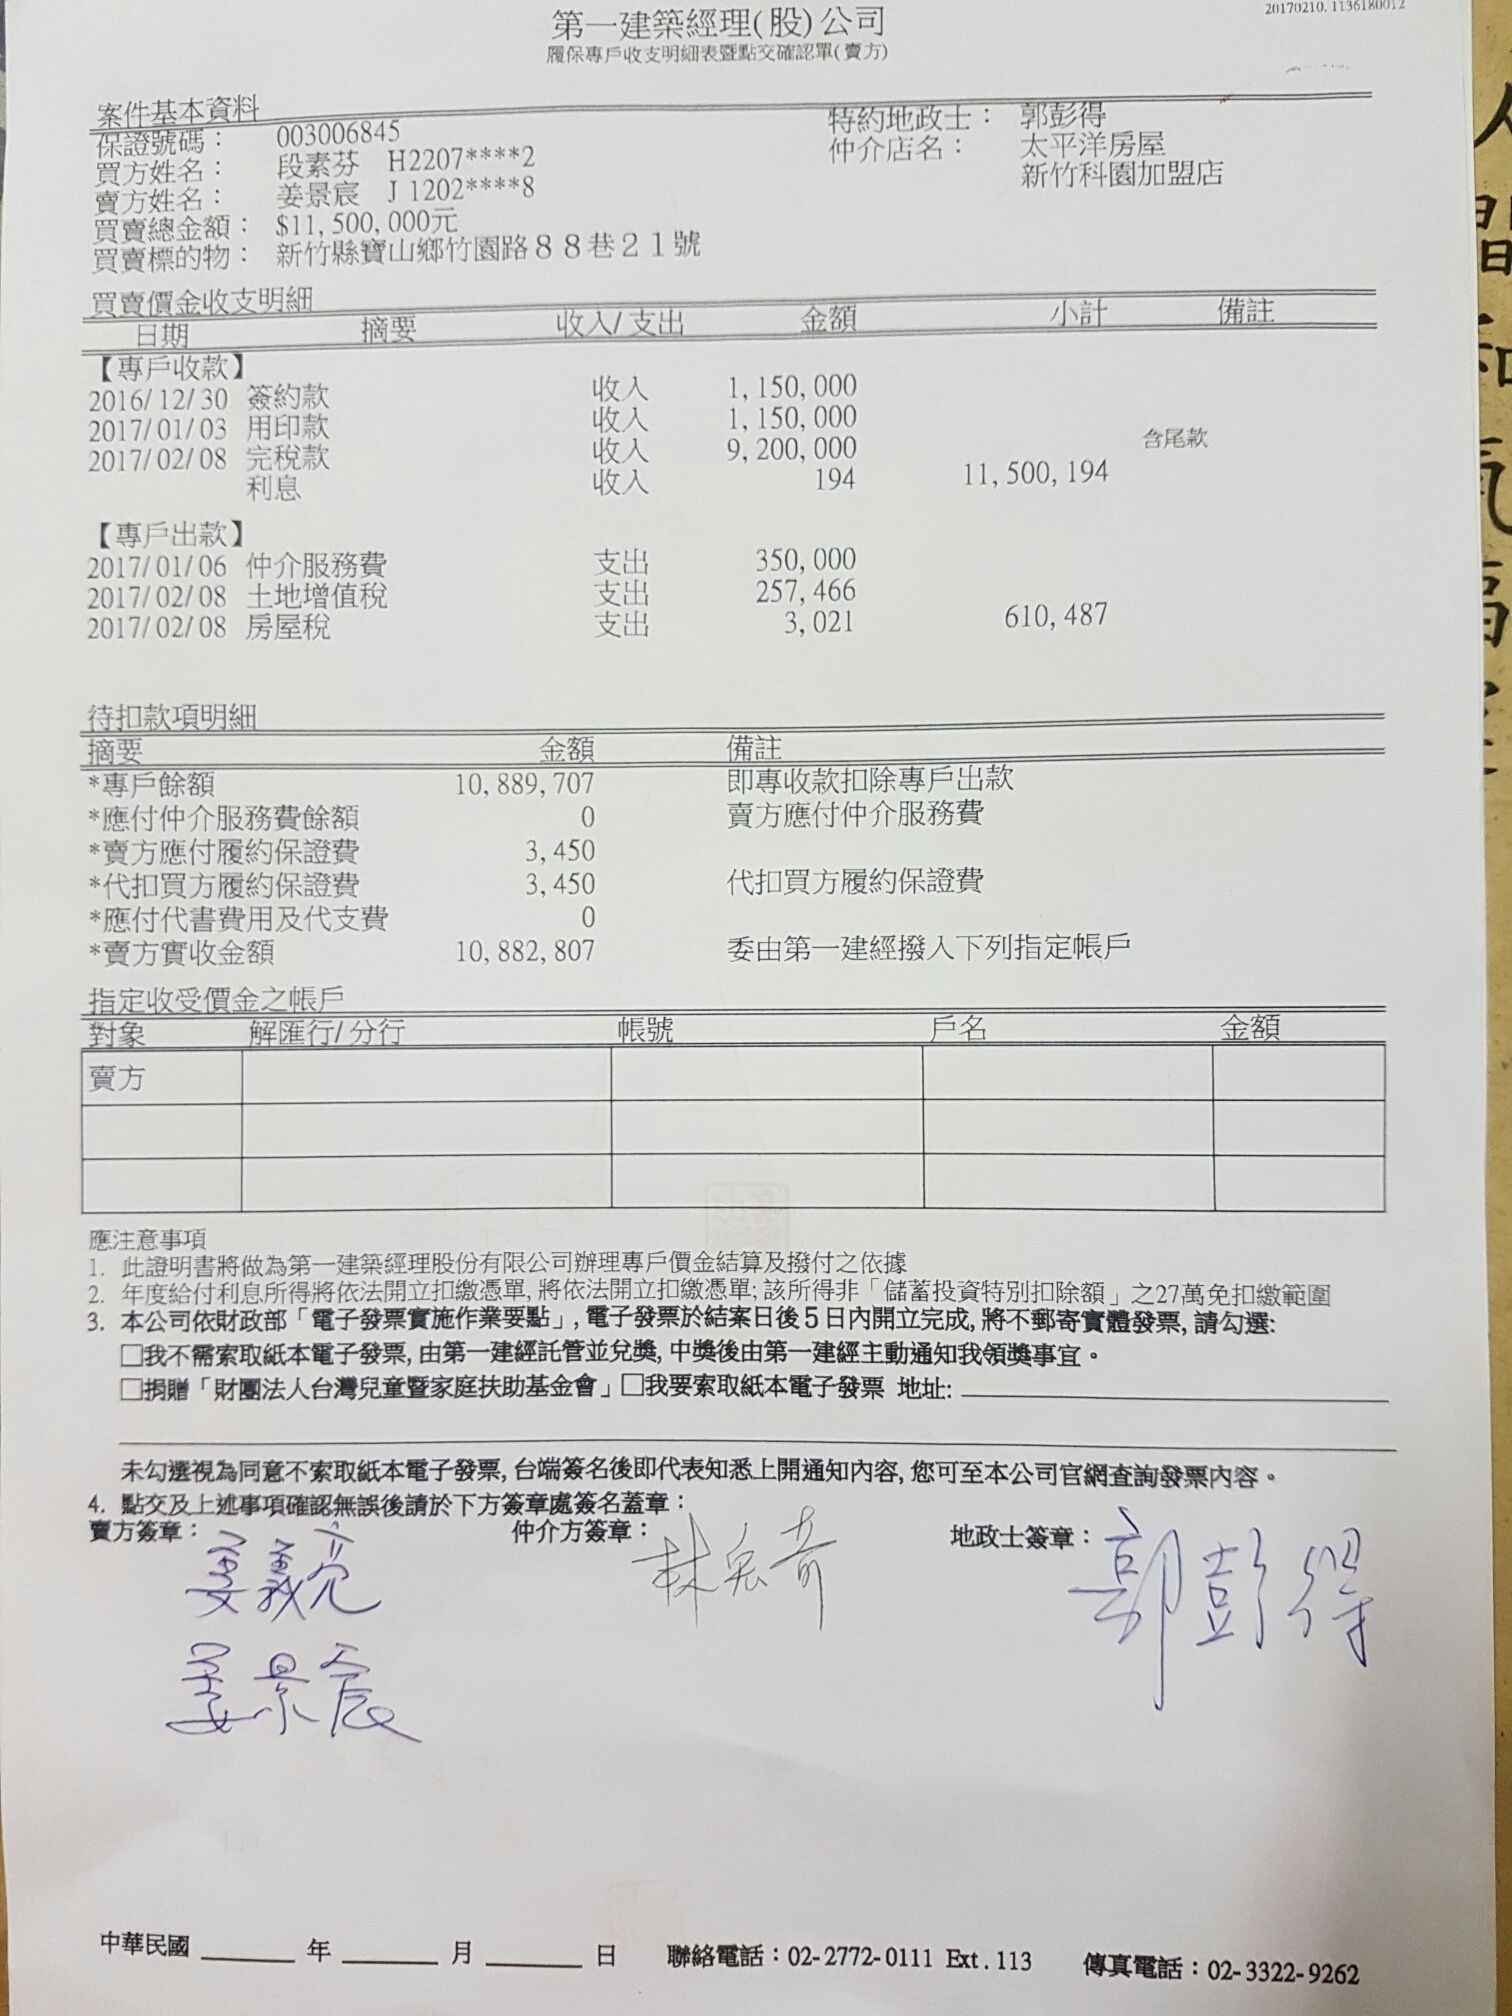 20170210.1136180012
第一建築經理(股)公司
履保專戶收支明細表暨點交確認單(賣方)
案件基本資料
保證號碼： 003006845 特約地政士： 郭彭得
買方姓名： 段素芬 H2207****2 仲介店名： 太平洋房屋
賣方姓名： 姜景宸 J 1202****8 新竹科園加盟店
買賣總金額： $11,500,000元
買賣標的物： 新竹縣寶山鄉竹園路８８巷２１號
買賣價金收支明細
日期 摘要 收入/支出 金額 小計 備註
【專戶收款】
2016/12/30 簽約款 收入 1,150,000
2017/01/03 用印款 收入 1,150,000
2017/02/08 完稅款 收入 9,200,000 含尾款
利息 收入 194 11,500,194
【專戶出款】
2017/01/06 仲介服務費 支出 350,000
2017/02/08 土地增值稅 支出 257,466
2017/02/08 房屋稅 支出 3,021 610,487
待扣款項明細
摘要 金額 備註
*專戶餘額 10,889,707 即專收款扣除專戶出款
*應付仲介服務費餘額 0 賣方應付仲介服務費
*賣方應付履約保證費 3,450
*代扣買方履約保證費 3,450 代扣買方履約保證費
*應付代書費用及代支費 0
*賣方實收金額 10,882,807 委由第一建經撥入下列指定帳戶
指定收受價金之帳戶
對象 解匯行/分行 帳號 戶名 金額
賣方
應注意事項
1. 此證明書將做為第一建築經理股份有限公司辦理專戶價金結算及撥付之依據
2. 年度給付利息所得將依法開立扣繳憑單,將依法開立扣繳憑單;該所得非「儲蓄投資特別扣除額」之27萬免扣繳範圍
3. 本公司依財政部「電子發票實施作業要點」,電子發票於結案日後５日內開立完成,將不郵寄實體發票,請勾選:
□我不需索取紙本電子發票,由第一建經託管並兌獎,中獎後由第一建經主動通知我領獎事宜。
□捐贈「財團法人台灣兒童暨家庭扶助基金會」□我要索取紙本電子發票 地址:
未勾選視為同意不索取紙本電子發票,台端簽名後即代表知悉上開通知內容,您可至本公司官網查詢發票內容。
4. 點交及上述事項確認無誤後請於下方簽章處簽名蓋章：
賣方簽章： 仲介方簽章： 地政士簽章：
姜義亮 林宏奇 郭彭得
姜景宸
中華民國 年 月 日 聯絡電話：02-2772-0111 Ext.113 傳真電話：02-3322-9262